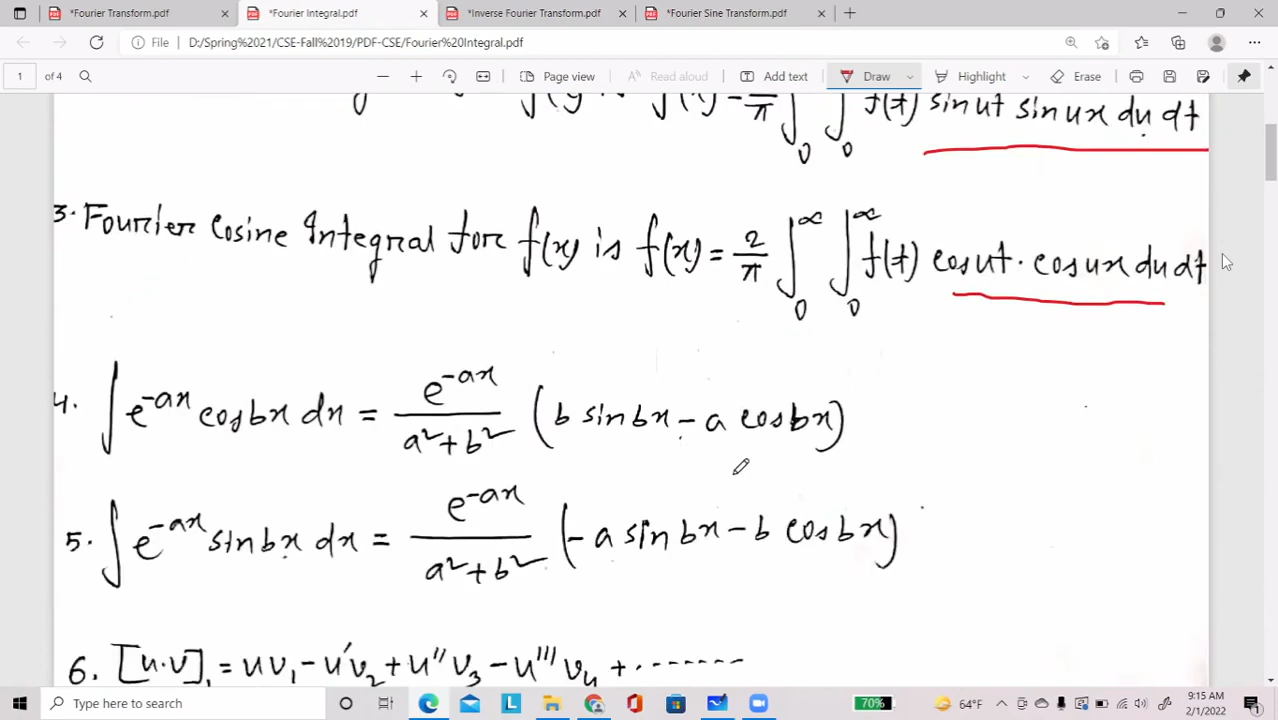 *Fourier Transform.pdf
*Fourier Integral.pdf
*Inverse Fourier Transform.pdf
*Fourier Sine Transform.pdf
File
D:/Spring%2021/CSE-Fall%2019/PDF-CSE/Fourier%20Integral.pdf
1 of 4
Page view
Read aloud
Add text
Draw
Highlight
Erase
f(x) = 2/π ∫₀ ∫₀ f(t) sin ut sin ux du dt
3. Fourier Cosine Integral for f(x) is f(x) = 2/π ∫₀^∞ ∫₀^∞ f(t) cos ut · cos ux du dt
4. ∫ e^{-ax} cos bx dx = e^{-ax}/(a²+b²) (b sin bx - a cos bx)
5. ∫ e^{-ax} sin bx dx = e^{-ax}/(a²+b²) (-a sin bx - b cos bx)
6. [u·v]₁ = uv₁ - u'v₂ + u''v₃ - u'''v₄ + ........
Type here to search
70%
64°F
9:15 AM
2/1/2022